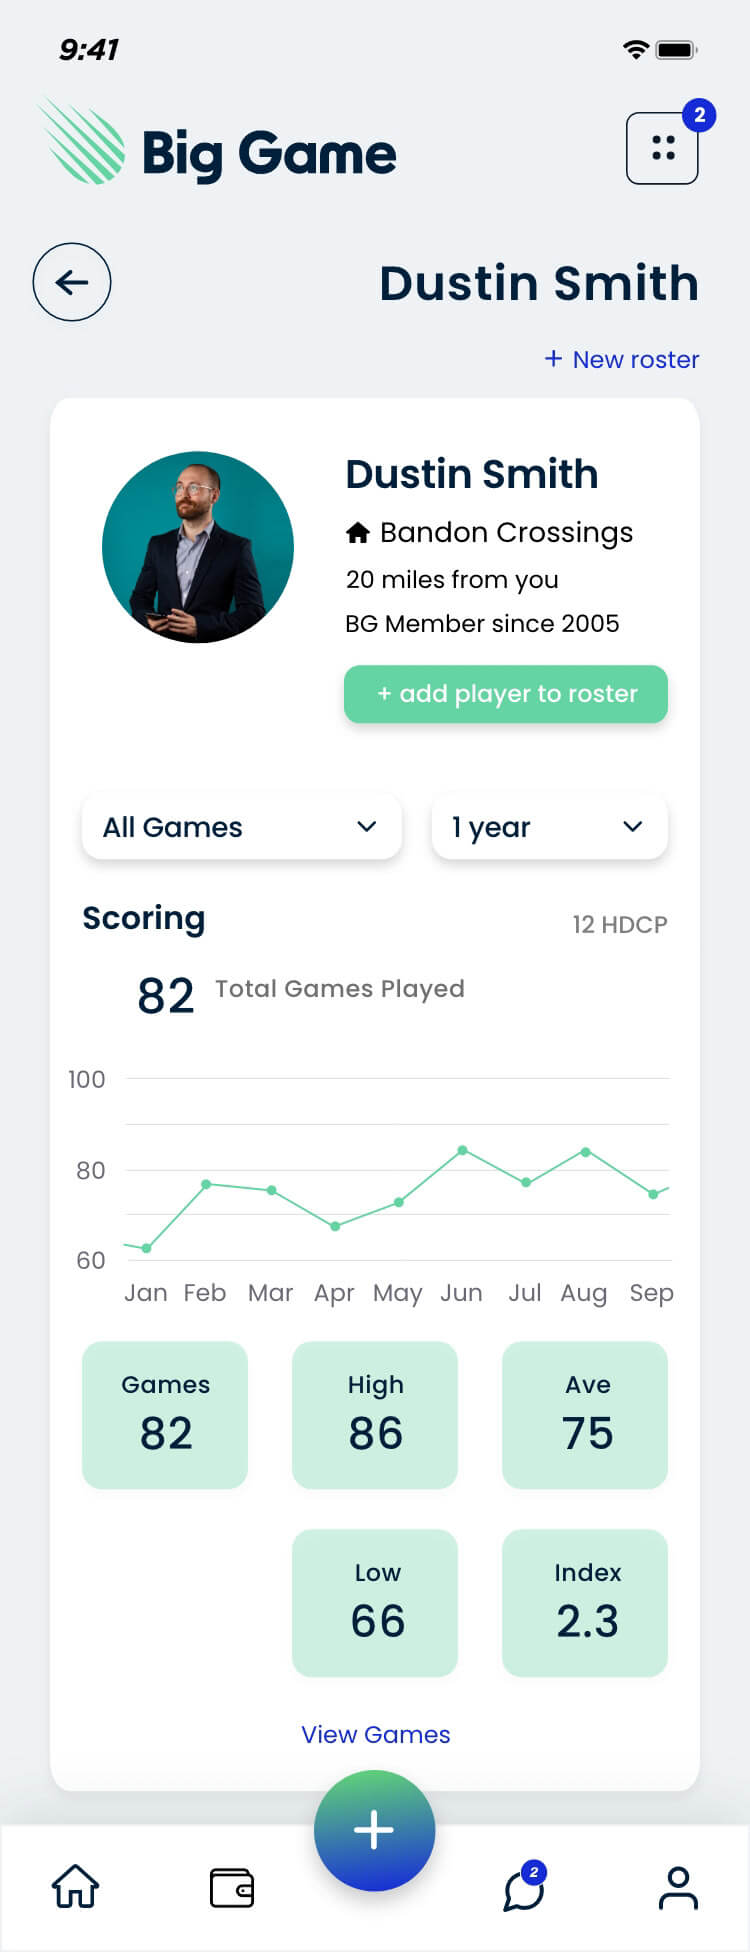 9:41
2
Big Game
Dustin Smith
+ New roster
Dustin Smith
Bandon Crossings
20 miles from you
BG Member since 2005
+ add player to roster
All Games
1 year
Scoring
12 HDCP
82 Total Games Played
100
80
60
Jan Feb Mar Apr May Jun Jul Aug Sep
Games High Ave
82 86 75
Low Index
66 2.3
View Games
+
2